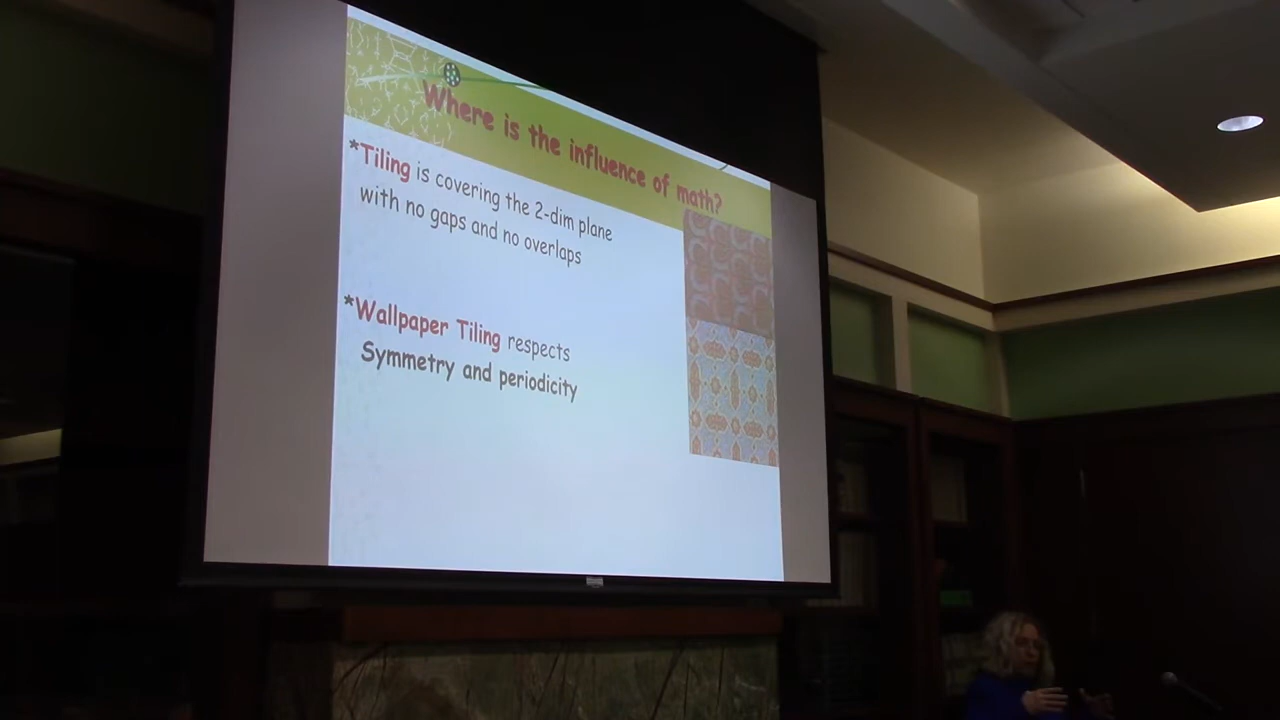 Where is the influence of math?
*Tiling is covering the 2-dim plane
with no gaps and no overlaps
*Wallpaper Tiling respects
Symmetry and periodicity